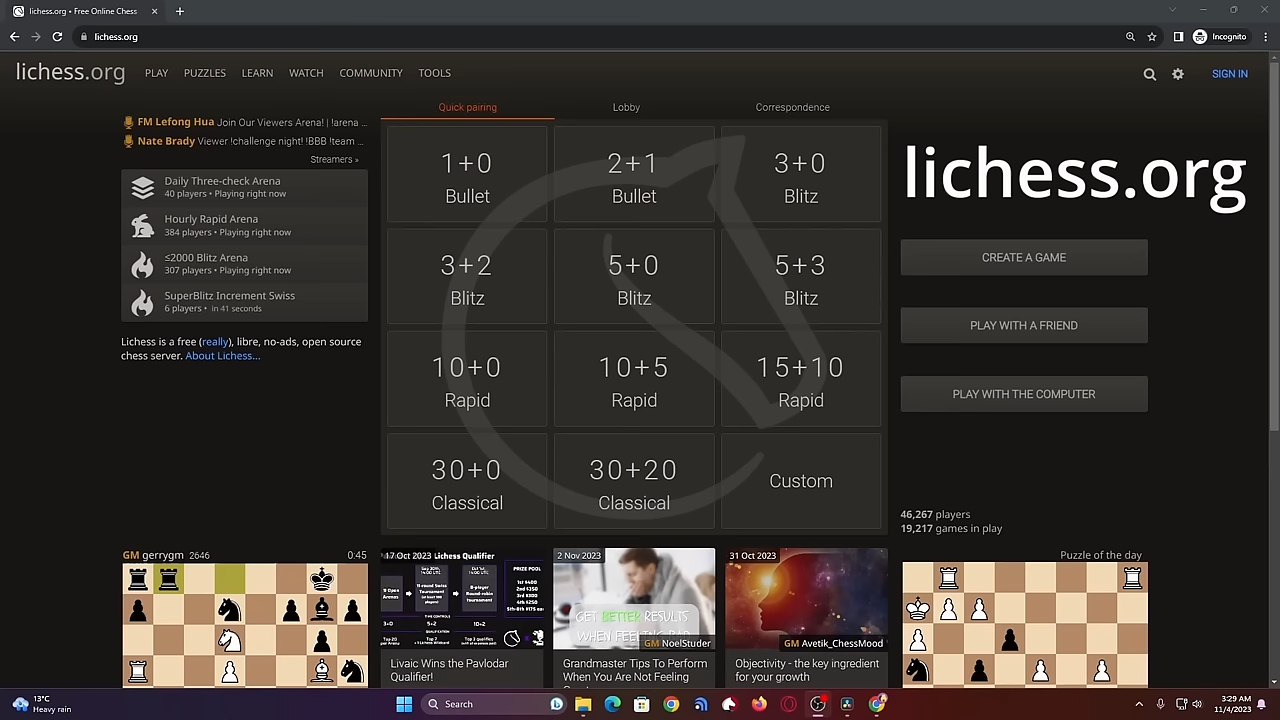 lichess.org • Free Online Chess
lichess.org
Incognito
lichess.org
PLAY
PUZZLES
LEARN
WATCH
COMMUNITY
TOOLS
SIGN IN
FM Lefong Hua Join Our Viewers Arena! | !arena ...
Nate Brady Viewer !challenge night! !BBB !team ...
Streamers »
Daily Three-check Arena
40 players • Playing right now
Hourly Rapid Arena
384 players • Playing right now
≤2000 Blitz Arena
307 players • Playing right now
SuperBlitz Increment Swiss
6 players • in 41 seconds
Lichess is a free (really), libre, no-ads, open source
chess server. About Lichess...
Quick pairing
Lobby
Correspondence
1+0
Bullet
2+1
Bullet
3+0
Blitz
3+2
Blitz
5+0
Blitz
5+3
Blitz
10+0
Rapid
10+5
Rapid
15+10
Rapid
30+0
Classical
30+20
Classical
Custom
lichess.org
CREATE A GAME
PLAY WITH A FRIEND
PLAY WITH THE COMPUTER
46,267 players
19,217 games in play
GM gerrygm 2646
0:45
17 Oct 2023 Lichess Qualifier
PRIZE POOL
Livaic Wins the Pavlodar
Qualifier!
2 Nov 2023
GET BETTER RESULTS
WHEN FEELING BAD
GM NoelStuder
Grandmaster Tips To Perform
When You Are Not Feeling
31 Oct 2023
GM Avetik_ChessMood
Objectivity - the key ingredient
for your growth
Puzzle of the day
13°C
Heavy rain
Search
3:29 AM
11/4/2023